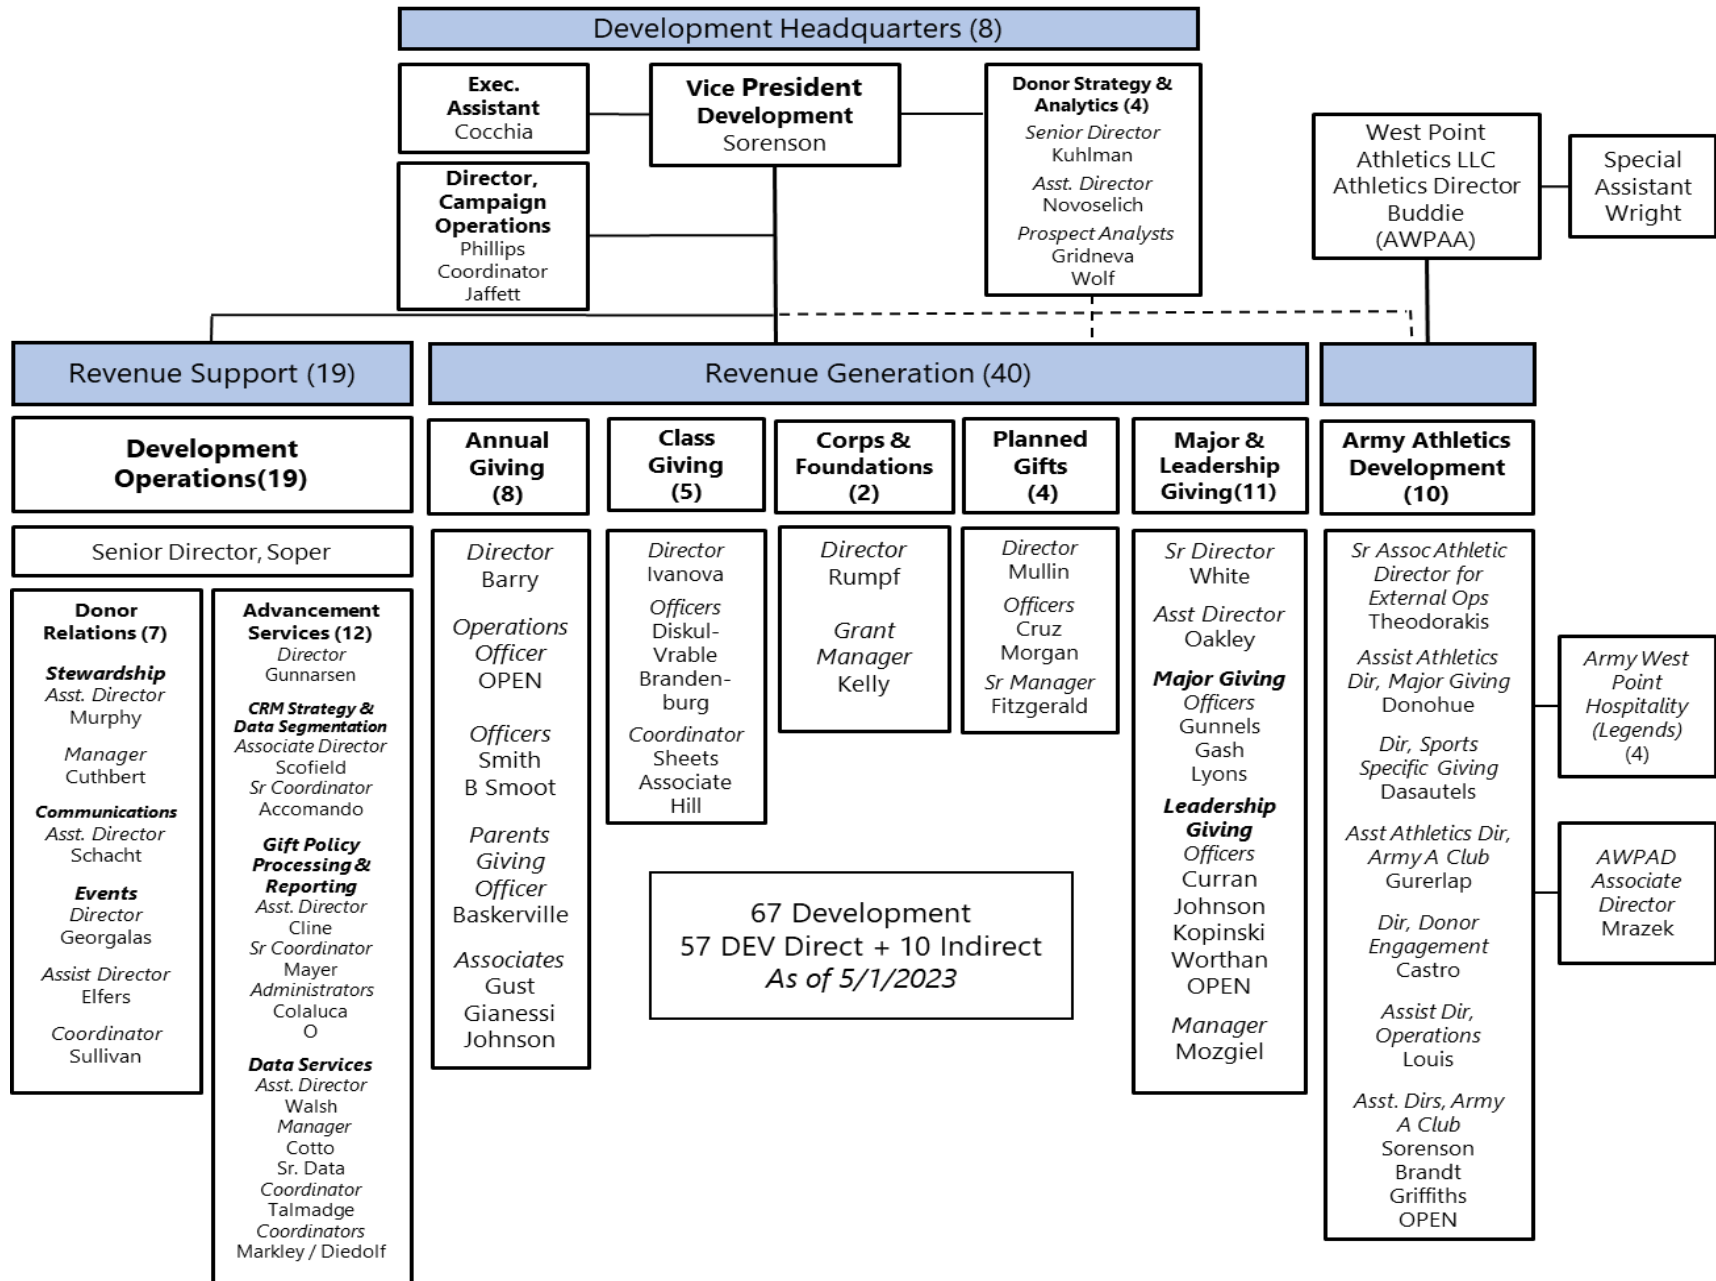 Development Headquarters (8)
Exec.
Assistant
Cocchia
Vice President
Development
Sorenson
Donor Strategy &
Analytics (4)
Senior Director
Kuhlman
Asst. Director
Novoselich
Prospect Analysts
Gridneva
Wolf
Director,
Campaign
Operations
Phillips
Coordinator
Jaffett
West Point
Athletics LLC
Athletics Director
Buddie
(AWPAA)
Special
Assistant
Wright
Revenue Support (19)
Revenue Generation (40)
Development
Operations(19)
Senior Director, Soper
Donor
Relations (7)
Stewardship
Asst. Director
Murphy
Manager
Cuthbert
Communications
Asst. Director
Schacht
Events
Director
Georgalas
Assist Director
Elfers
Coordinator
Sullivan
Advancement
Services (12)
Director
Gunnarsen
CRM Strategy &
Data Segmentation
Associate Director
Scofield
Sr Coordinator
Accomando
Gift Policy
Processing &
Reporting
Asst. Director
Cline
Sr Coordinator
Mayer
Administrators
Colaluca
O
Data Services
Asst. Director
Walsh
Manager
Cotto
Sr. Data
Coordinator
Talmadge
Coordinators
Markley / Diedolf
Annual
Giving
(8)
Director
Barry
Operations
Officer
OPEN
Officers
Smith
B Smoot
Parents
Giving
Officer
Baskerville
Associates
Gust
Gianessi
Johnson
Class
Giving
(5)
Director
Ivanova
Officers
Diskul-
Vrable
Branden-
burg
Coordinator
Sheets
Associate
Hill
Corps &
Foundations
(2)
Director
Rumpf
Grant
Manager
Kelly
Planned
Gifts
(4)
Director
Mullin
Officers
Cruz
Morgan
Sr Manager
Fitzgerald
Major &
Leadership
Giving(11)
Sr Director
White
Asst Director
Oakley
Major Giving
Officers
Gunnels
Gash
Lyons
Leadership
Giving
Officers
Curran
Johnson
Kopinski
Worthan
OPEN
Manager
Mozgiel
Army Athletics
Development
(10)
Sr Assoc Athletic
Director for
External Ops
Theodorakis
Assist Athletics
Dir, Major Giving
Donohue
Dir, Sports
Specific Giving
Dasautels
Asst Athletics Dir,
Army A Club
Gurerlap
Dir, Donor
Engagement
Castro
Assist Dir,
Operations
Louis
Asst. Dirs, Army
A Club
Sorenson
Brandt
Griffiths
OPEN
Army West
Point
Hospitality
(Legends)
(4)
AWPAD
Associate
Director
Mrazek
67 Development
57 DEV Direct + 10 Indirect
As of 5/1/2023